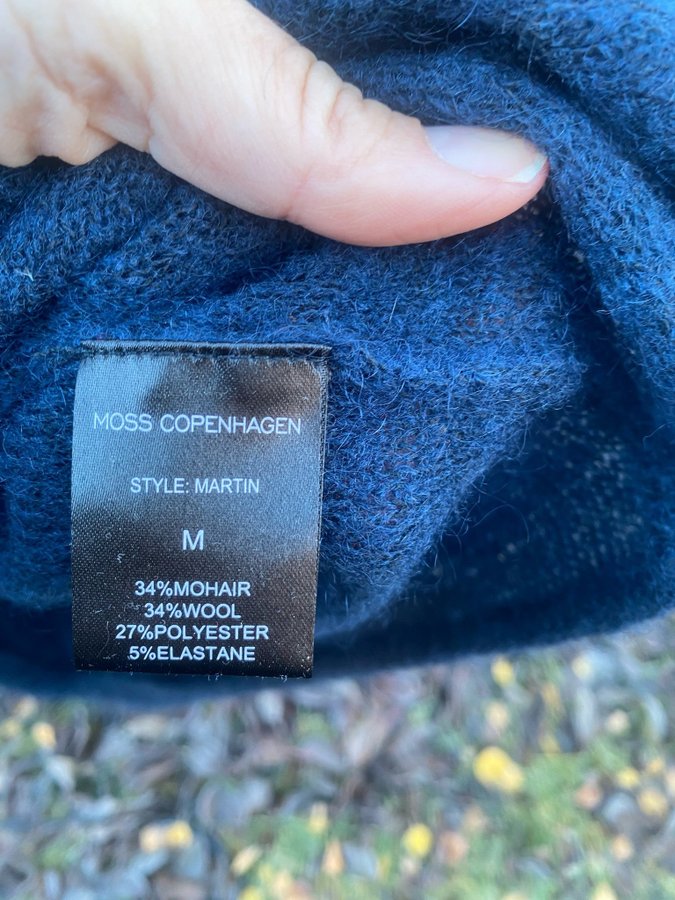 MOSS COPENHAGEN
STYLE: MARTIN
M
34%MOHAIR
34%WOOL
27%POLYESTER
5%ELASTANE